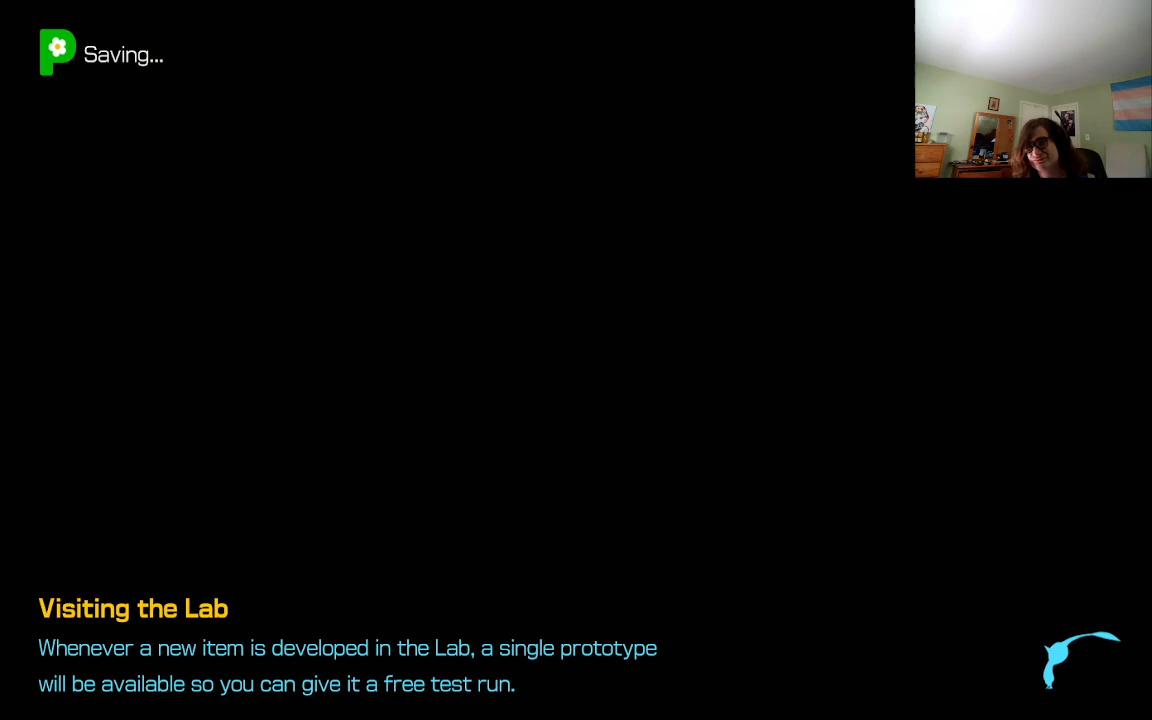 P Saving...
Visiting the Lab
Whenever a new item is developed in the Lab, a single prototype
will be available so you can give it a free test run.